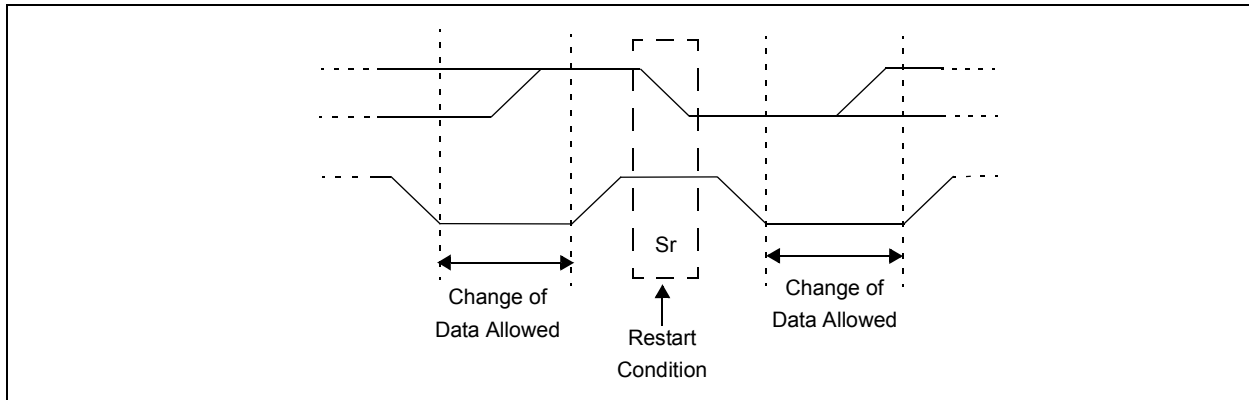 Sr
Change of
Data Allowed
Restart
Condition
Change of
Data Allowed